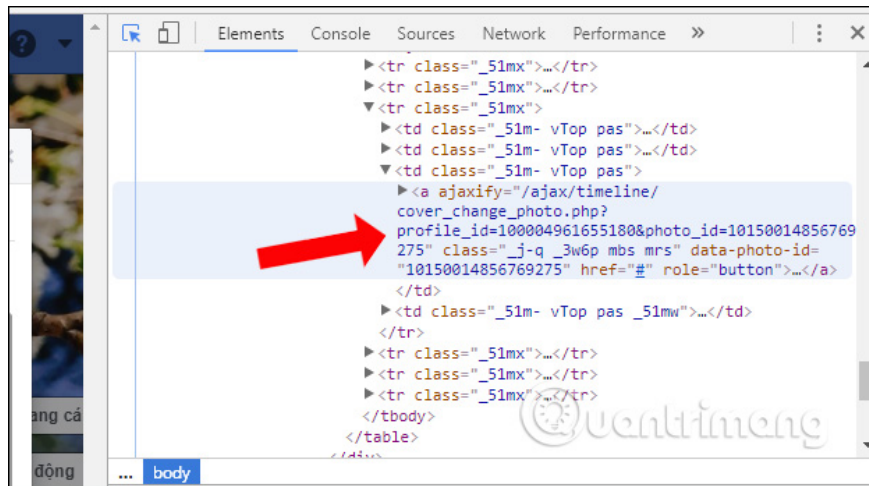 Elements Console Sources Network Performance »
<tr class="_51mx">…</tr>
<tr class="_51mx">…</tr>
<tr class="_51mx">
<td class="_51m- vTop pas">…</td>
<td class="_51m- vTop pas">…</td>
<td class="_51m- vTop pas">
<a ajaxify="/ajax/timeline/
cover_change_photo.php?
profile_id=100004961655180&photo_id=10150014856769
275" class="_j-q _3w6p mbs mrs" data-photo-id=
"10150014856769275" href="#" role="button">…</a>
</td>
<td class="_51m- vTop pas _51mw">…</td>
</tr>
<tr class="_51mx">…</tr>
<tr class="_51mx">…</tr>
<tr class="_51mx">…</tr>
</tbody>
</table>
</div>
ang cá
động
... body
Quantrimang